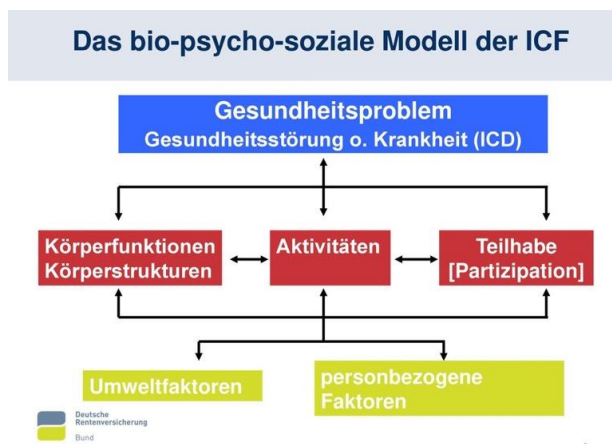 Das bio-psycho-soziale Modell der ICF
Gesundheitsproblem
Gesundheitsstörung o. Krankheit (ICD)
Körperfunktionen
Körperstrukturen
Aktivitäten
Teilhabe
[Partizipation]
Umweltfaktoren
personbezogene
Faktoren
Deutsche
Rentenversicherung
Bund